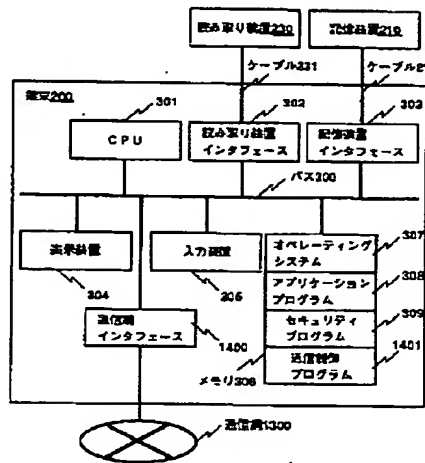 読み取り装置230
記憶装置210
ケーブル231
ケーブル2
端末200
301
302
303
CPU
読み取り装置
インタフェース
記憶装置
インタフェース
バス300
表示装置
入力装置
オペレーティング
システム
307
アプリケーション
プログラム
308
304
305
セキュリティ
プログラム
309
通信網
インタフェース
1400
メモリ306
通信制御
プログラム
1401
通信網1300